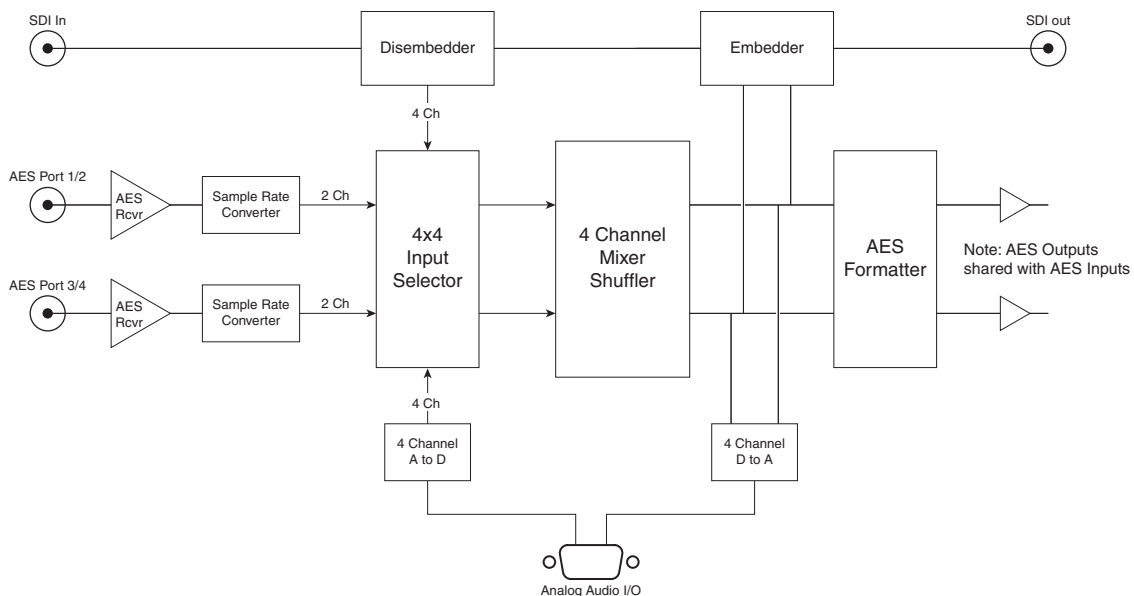 SDI In
SDI out
Disembedder
Embedder
4 Ch
AES Port 1/2
AES
Rcvr
Sample Rate
Converter
2 Ch
4x4
Input
Selector
4 Channel
Mixer
Shuffler
AES
Formatter
Note: AES Outputs
shared with AES Inputs
AES Port 3/4
AES
Rcvr
Sample Rate
Converter
2 Ch
4 Ch
4 Channel
A to D
4 Channel
D to A
Analog Audio I/O